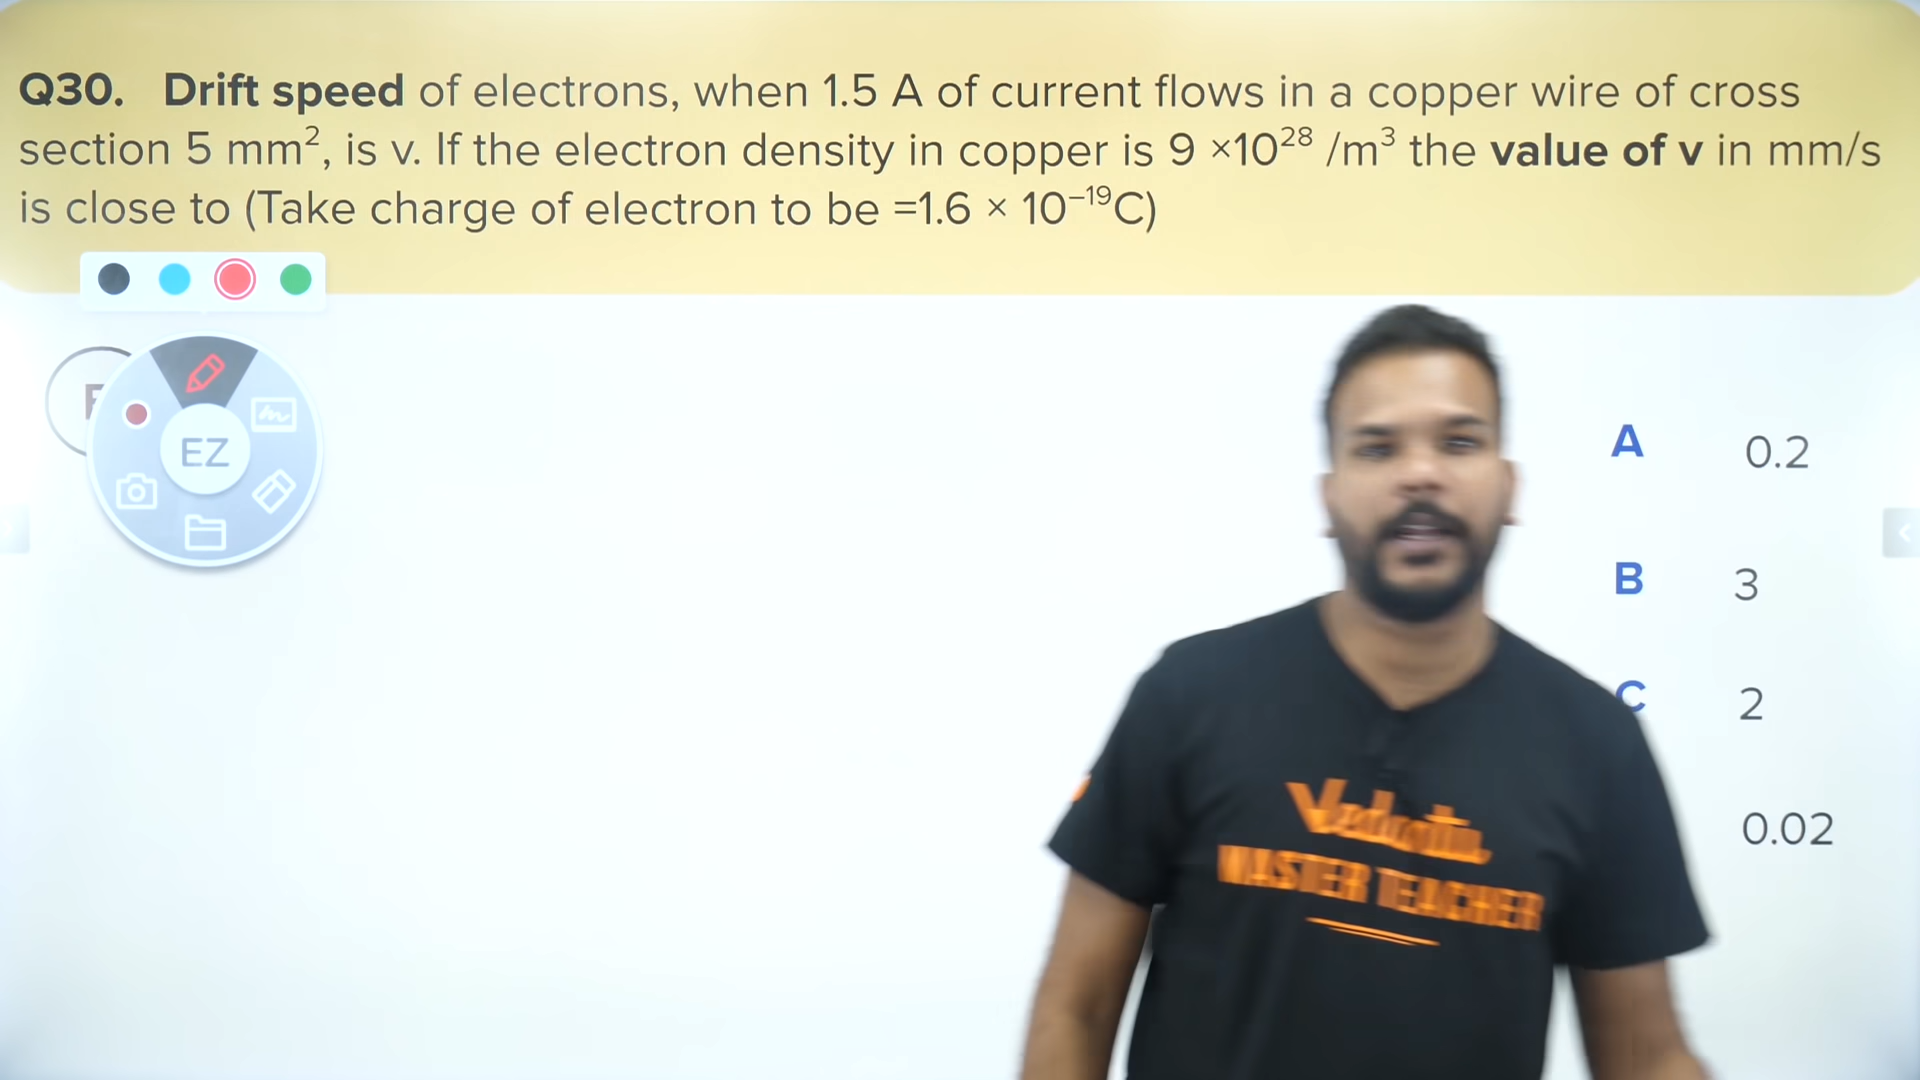 Q30. Drift speed of electrons, when 1.5 A of current flows in a copper wire of cross
section 5 mm², is v. If the electron density in copper is 9 ×10²⁸ /m³ the value of v in mm/s
is close to (Take charge of electron to be =1.6 × 10⁻¹⁹C)
EZ
A 0.2
B 3
C 2
0.02
Vedantu
MASTER TEACHER